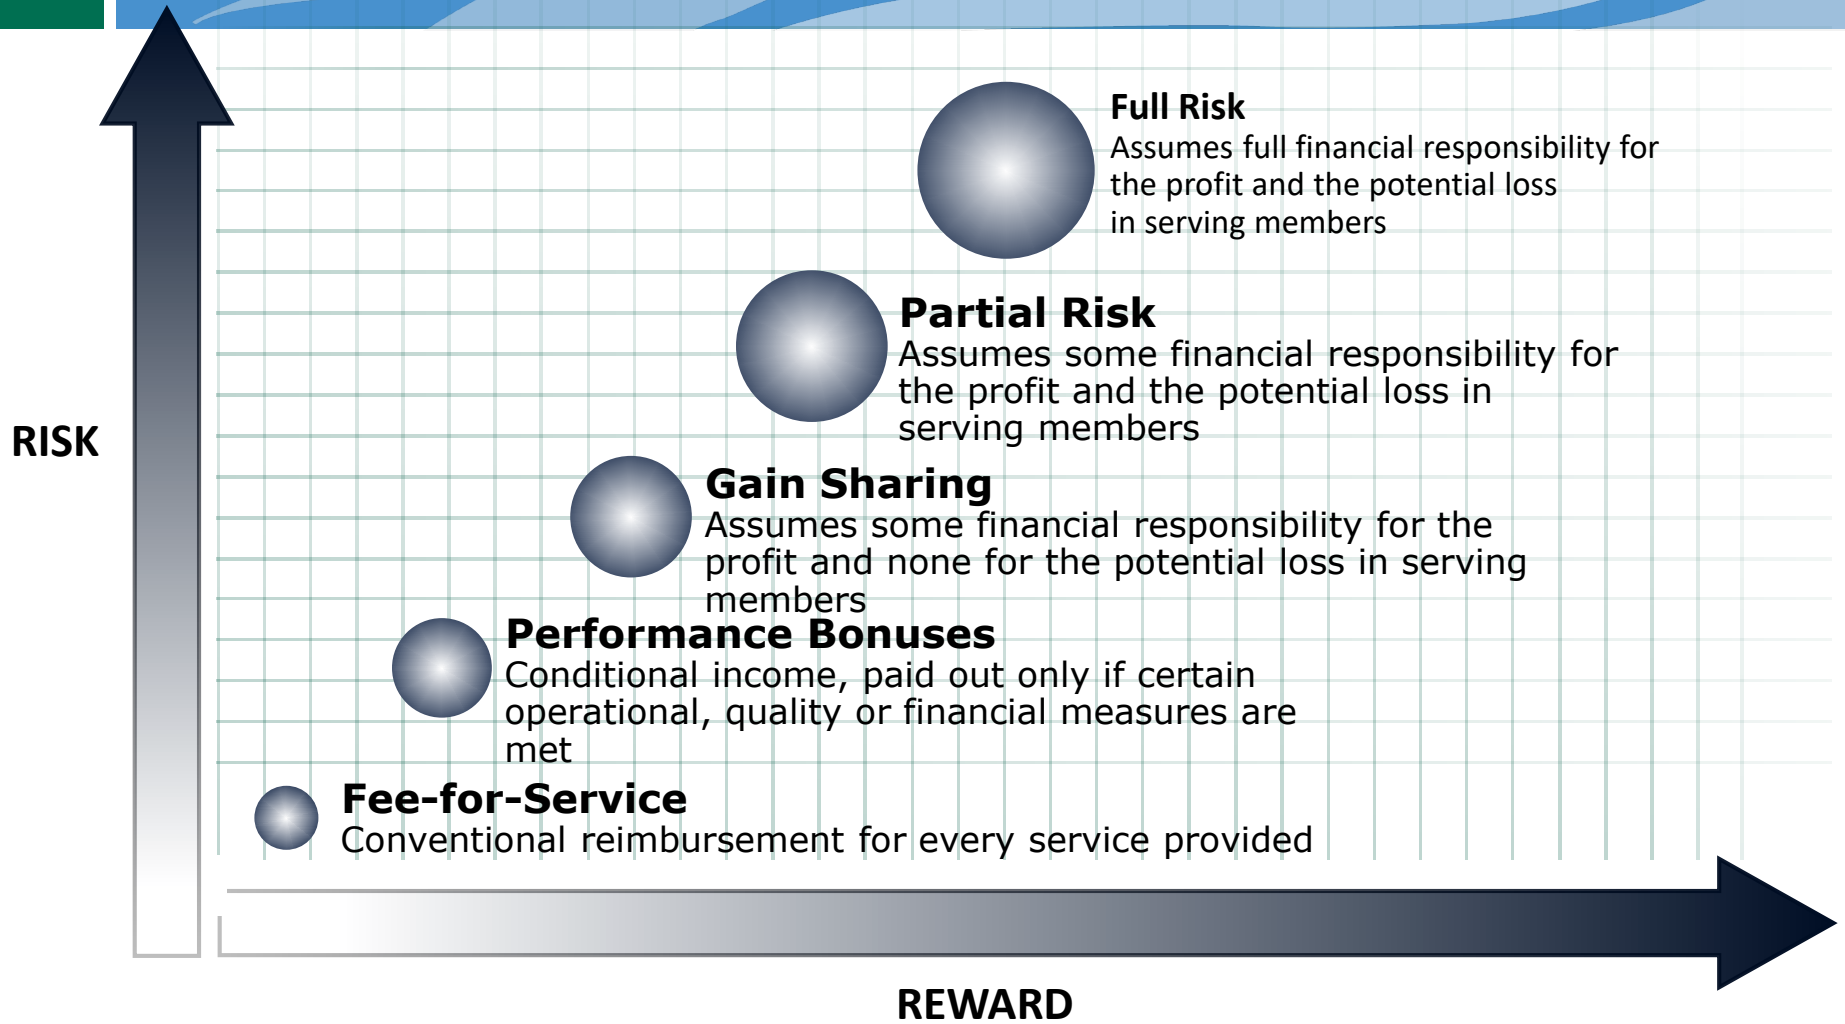 Full Risk
Assumes full financial responsibility for
the profit and the potential loss
in serving members
Partial Risk
Assumes some financial responsibility for
the profit and the potential loss in
serving members
RISK
Gain Sharing
Assumes some financial responsibility for the
profit and none for the potential loss in serving
members
Performance Bonuses
Conditional income, paid out only if certain
operational, quality or financial measures are
met
Fee-for-Service
Conventional reimbursement for every service provided
REWARD